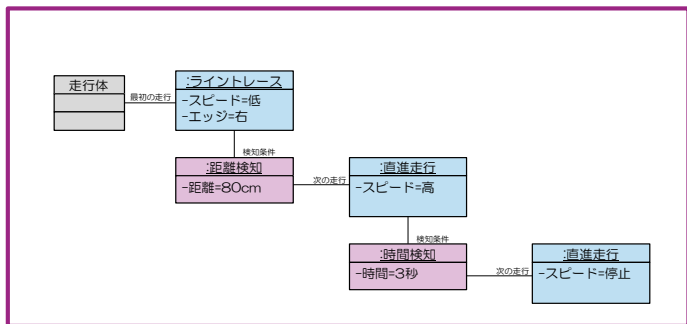 走行体
最初の走行
:ライントレース
-スピード=低
-エッジ=右
検知条件
:距離検知
-距離=80cm
次の走行
:直進走行
-スピード=高
検知条件
:時間検知
-時間=3秒
次の走行
:直進走行
-スピード=停止